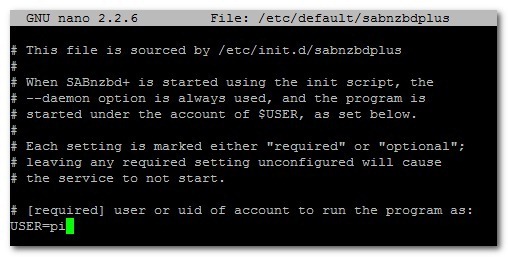 GNU nano 2.2.6 File: /etc/default/sabnzbdplus
# This file is sourced by /etc/init.d/sabnzbdplus
#
# When SABnzbd+ is started using the init script, the
# --daemon option is always used, and the program is
# started under the account of $USER, as set below.
#
# Each setting is marked either "required" or "optional";
# leaving any required setting unconfigured will cause
# the service to not start.
# [required] user or uid of account to run the program as:
USER=pi